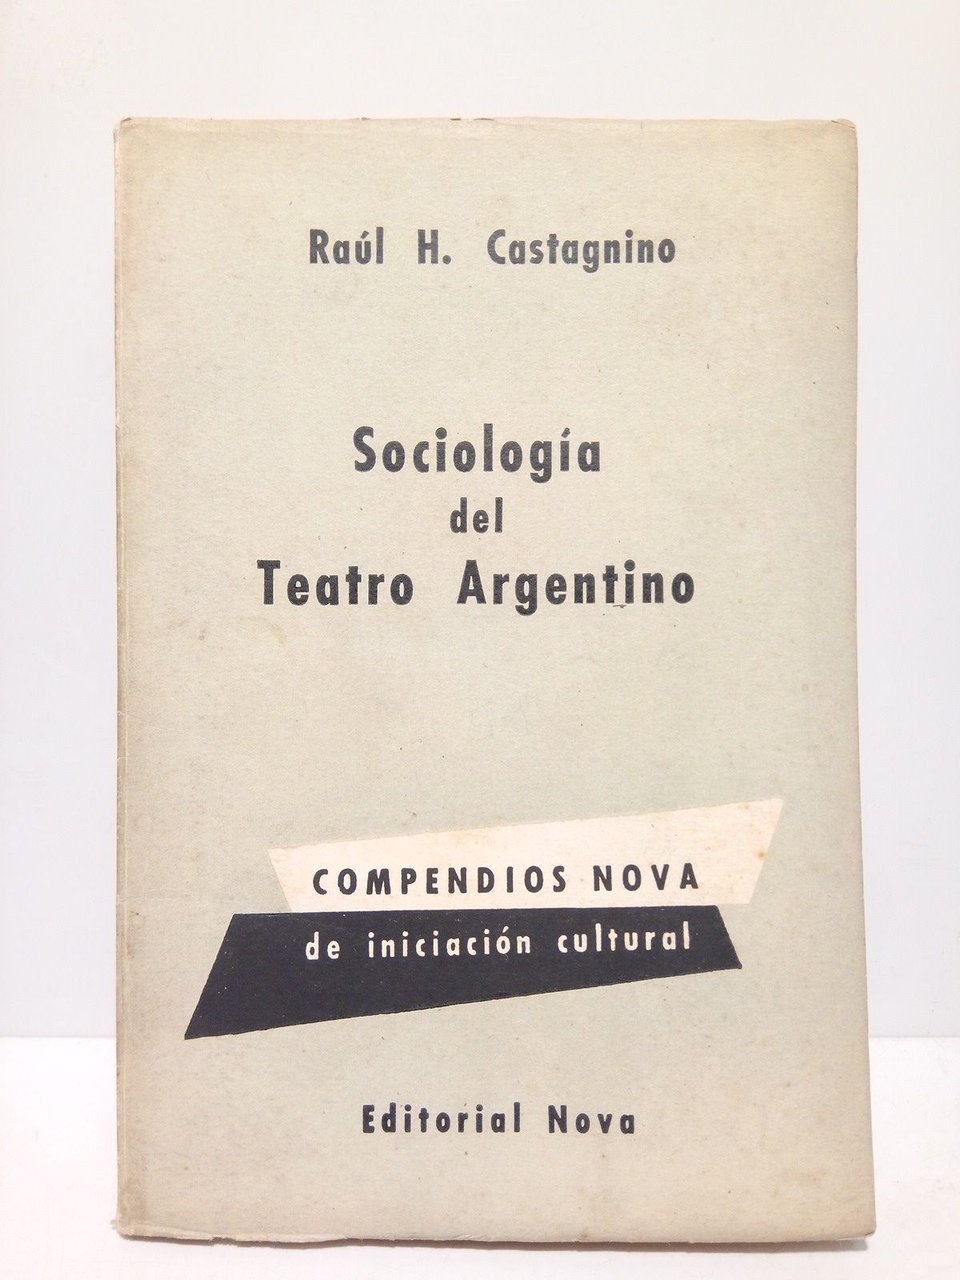 Raúl H. Castagnino
Sociología
del
Teatro Argentino
COMPENDIOS NOVA
de iniciación cultural
Editorial Nova